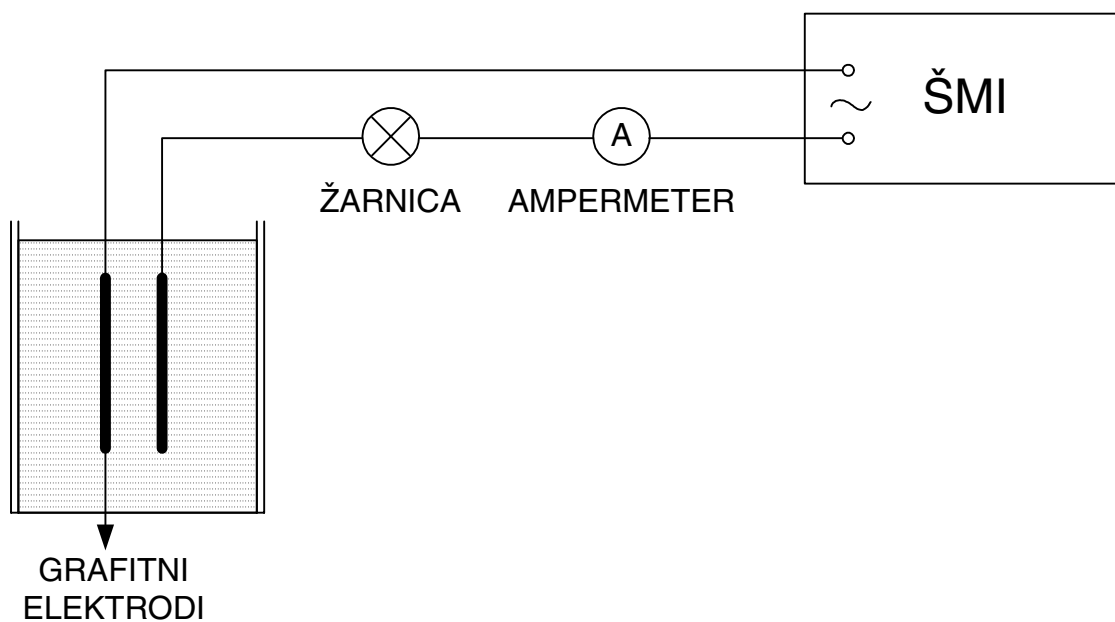 ŠMI
A
ŽARNICA
AMPERMETER
GRAFITNI
ELEKTRODI